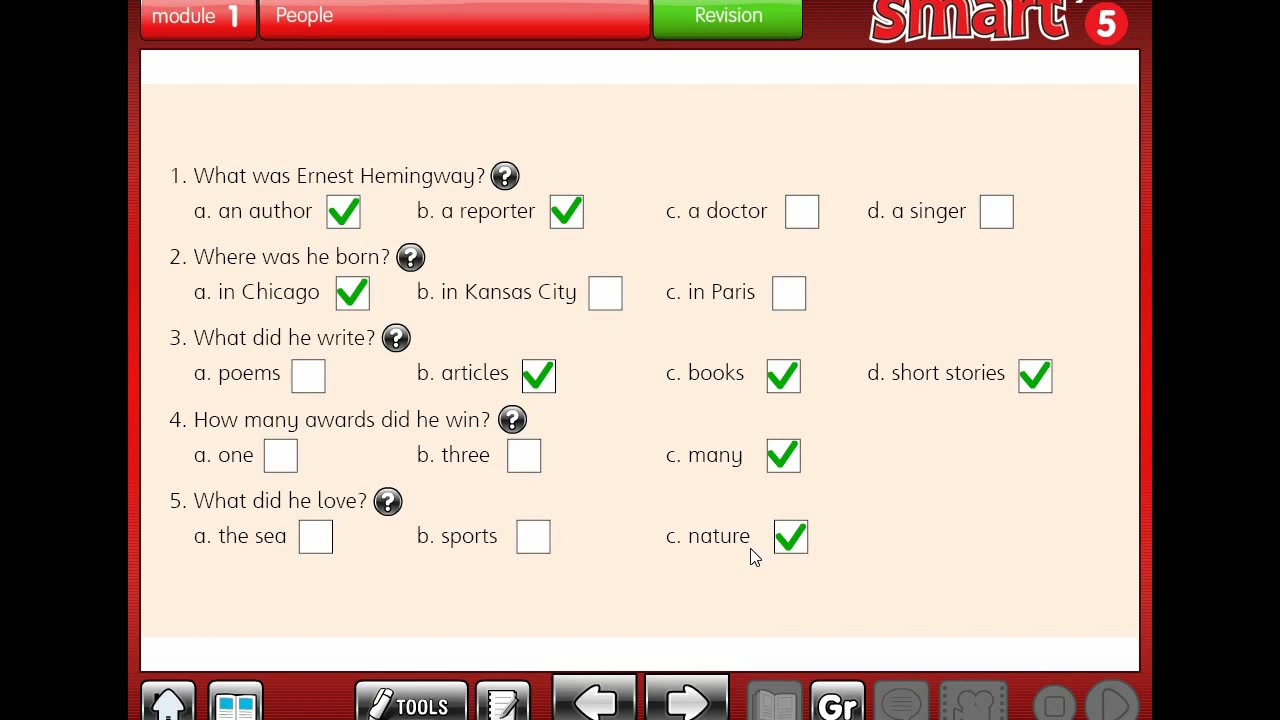 module 1 People Revision smart 5
1. What was Ernest Hemingway? ?
a. an author b. a reporter c. a doctor d. a singer
2. Where was he born? ?
a. in Chicago b. in Kansas City c. in Paris
3. What did he write? ?
a. poems b. articles c. books d. short stories
4. How many awards did he win? ?
a. one b. three c. many
5. What did he love? ?
a. the sea b. sports c. nature
TOOLS Gr